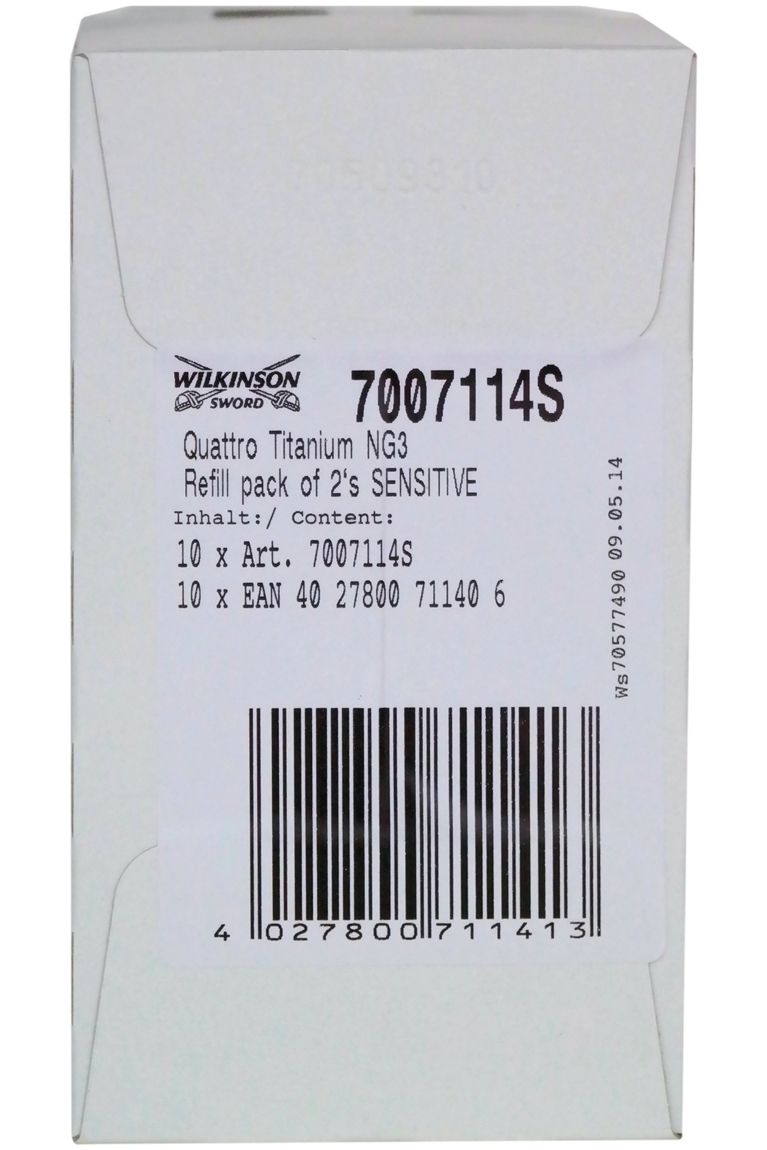 70509310
WILKINSON
SWORD
7007114S
Quattro Titanium NG3
Refill pack of 2's SENSITIVE
Inhalt:/ Content:
10 x Art. 7007114S
10 x EAN 40 27800 71140 6
Ws70577490 09.05.14
4 027800 711413